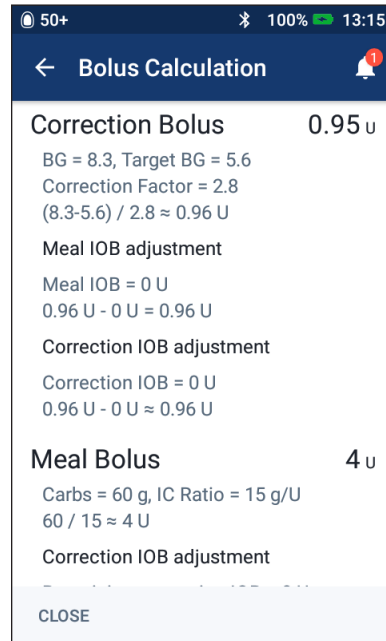 50+ 100% 13:15
Bolus Calculation 1
Correction Bolus 0.95 U
BG = 8.3, Target BG = 5.6
Correction Factor = 2.8
(8.3-5.6) / 2.8 ≈ 0.96 U
Meal IOB adjustment
Meal IOB = 0 U
0.96 U - 0 U = 0.96 U
Correction IOB adjustment
Correction IOB = 0 U
0.96 U - 0 U ≈ 0.96 U
Meal Bolus 4 U
Carbs = 60 g, IC Ratio = 15 g/U
60 / 15 ≈ 4 U
Correction IOB adjustment
CLOSE